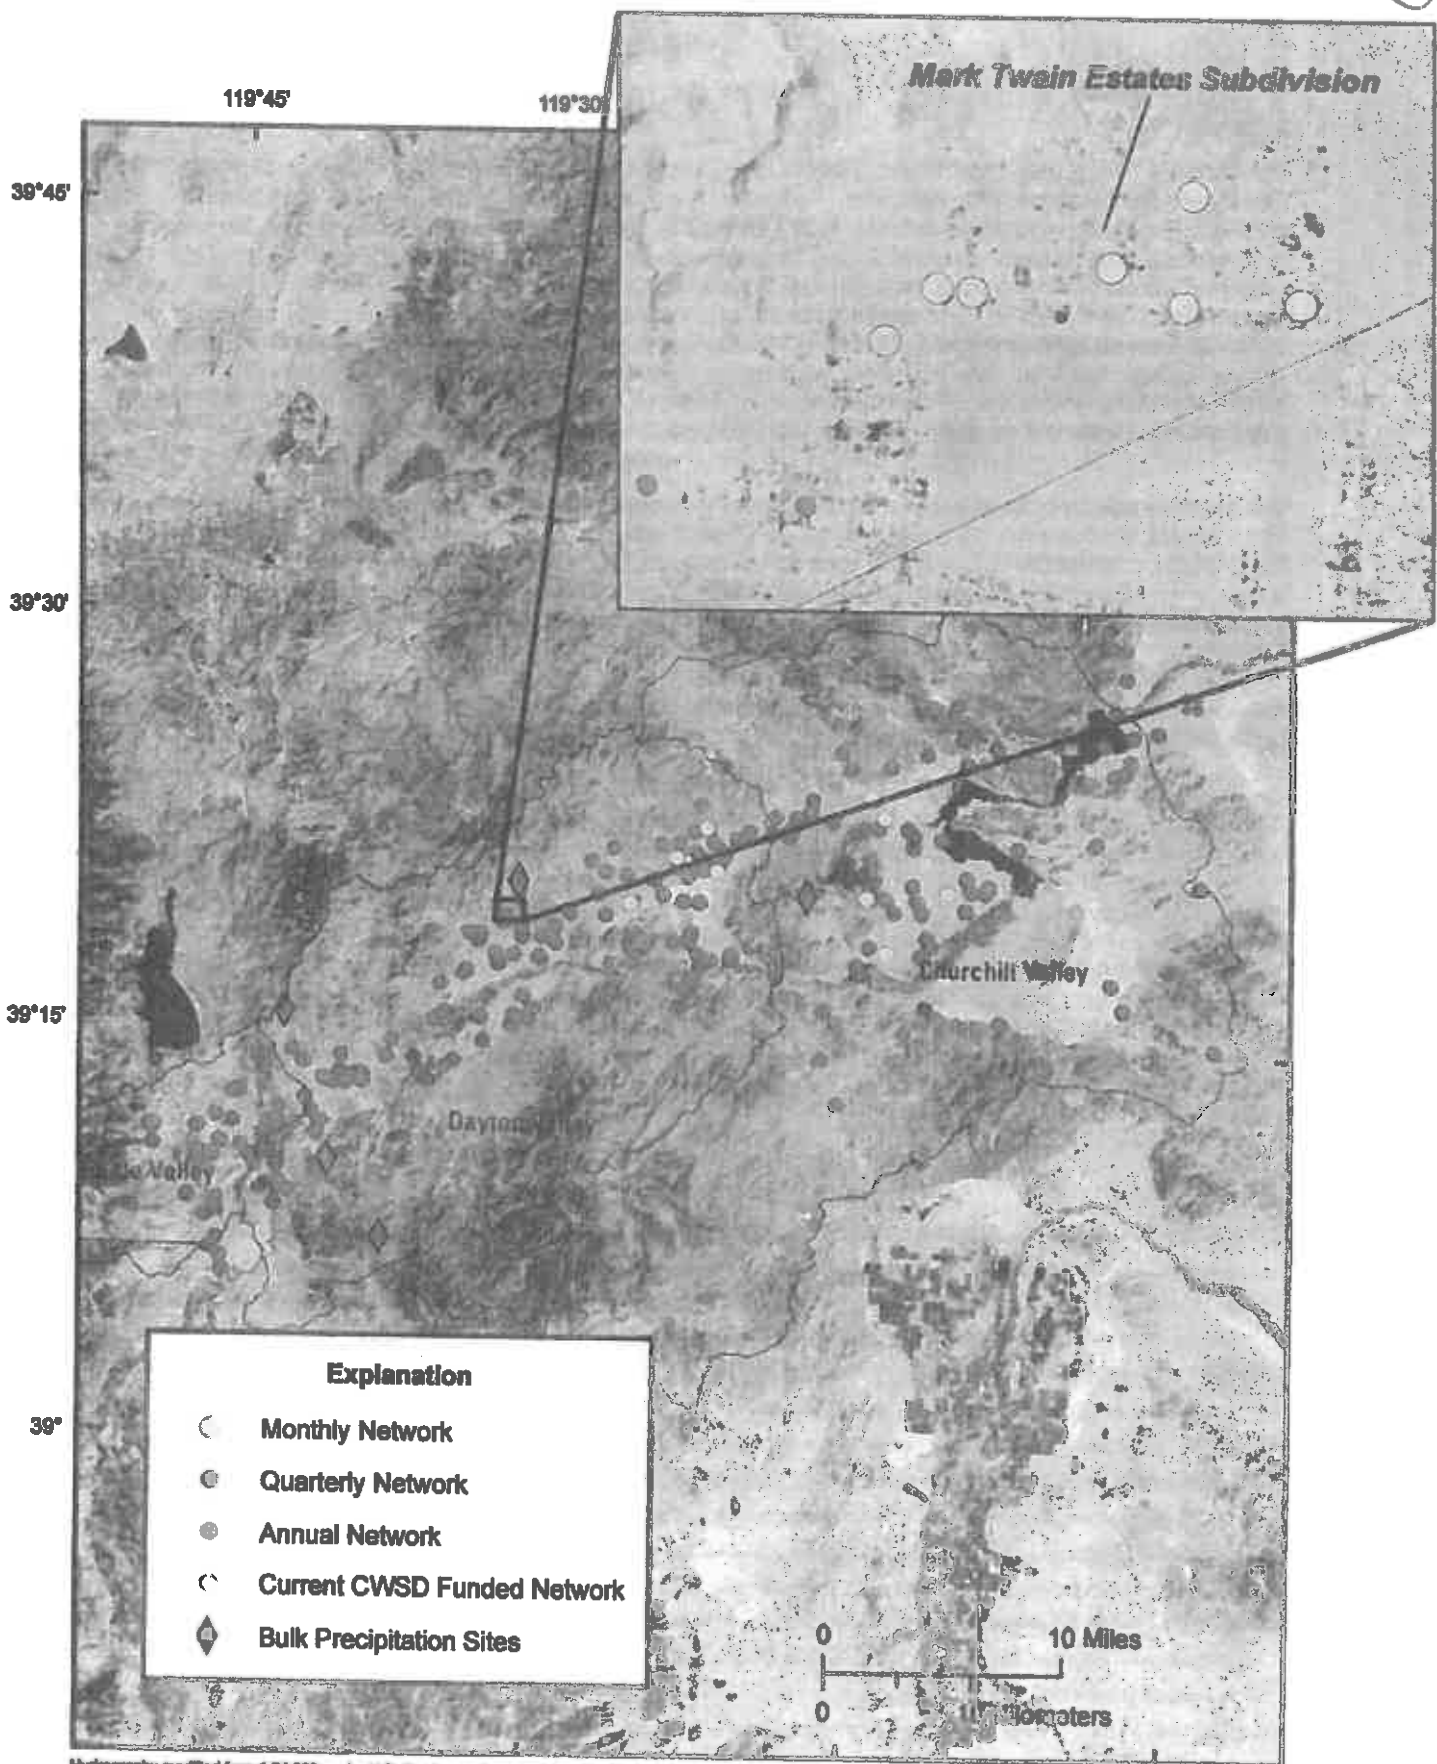 Mark Twain Estates Subdivision
119°45'
119°30'
39°45'
39°30'
39°15'
39°
Churchill Valley
Valley
Explanation
Monthly Network
Quarterly Network
Annual Network
Current CWSD Funded Network
Bulk Precipitation Sites
0
10 Miles
0